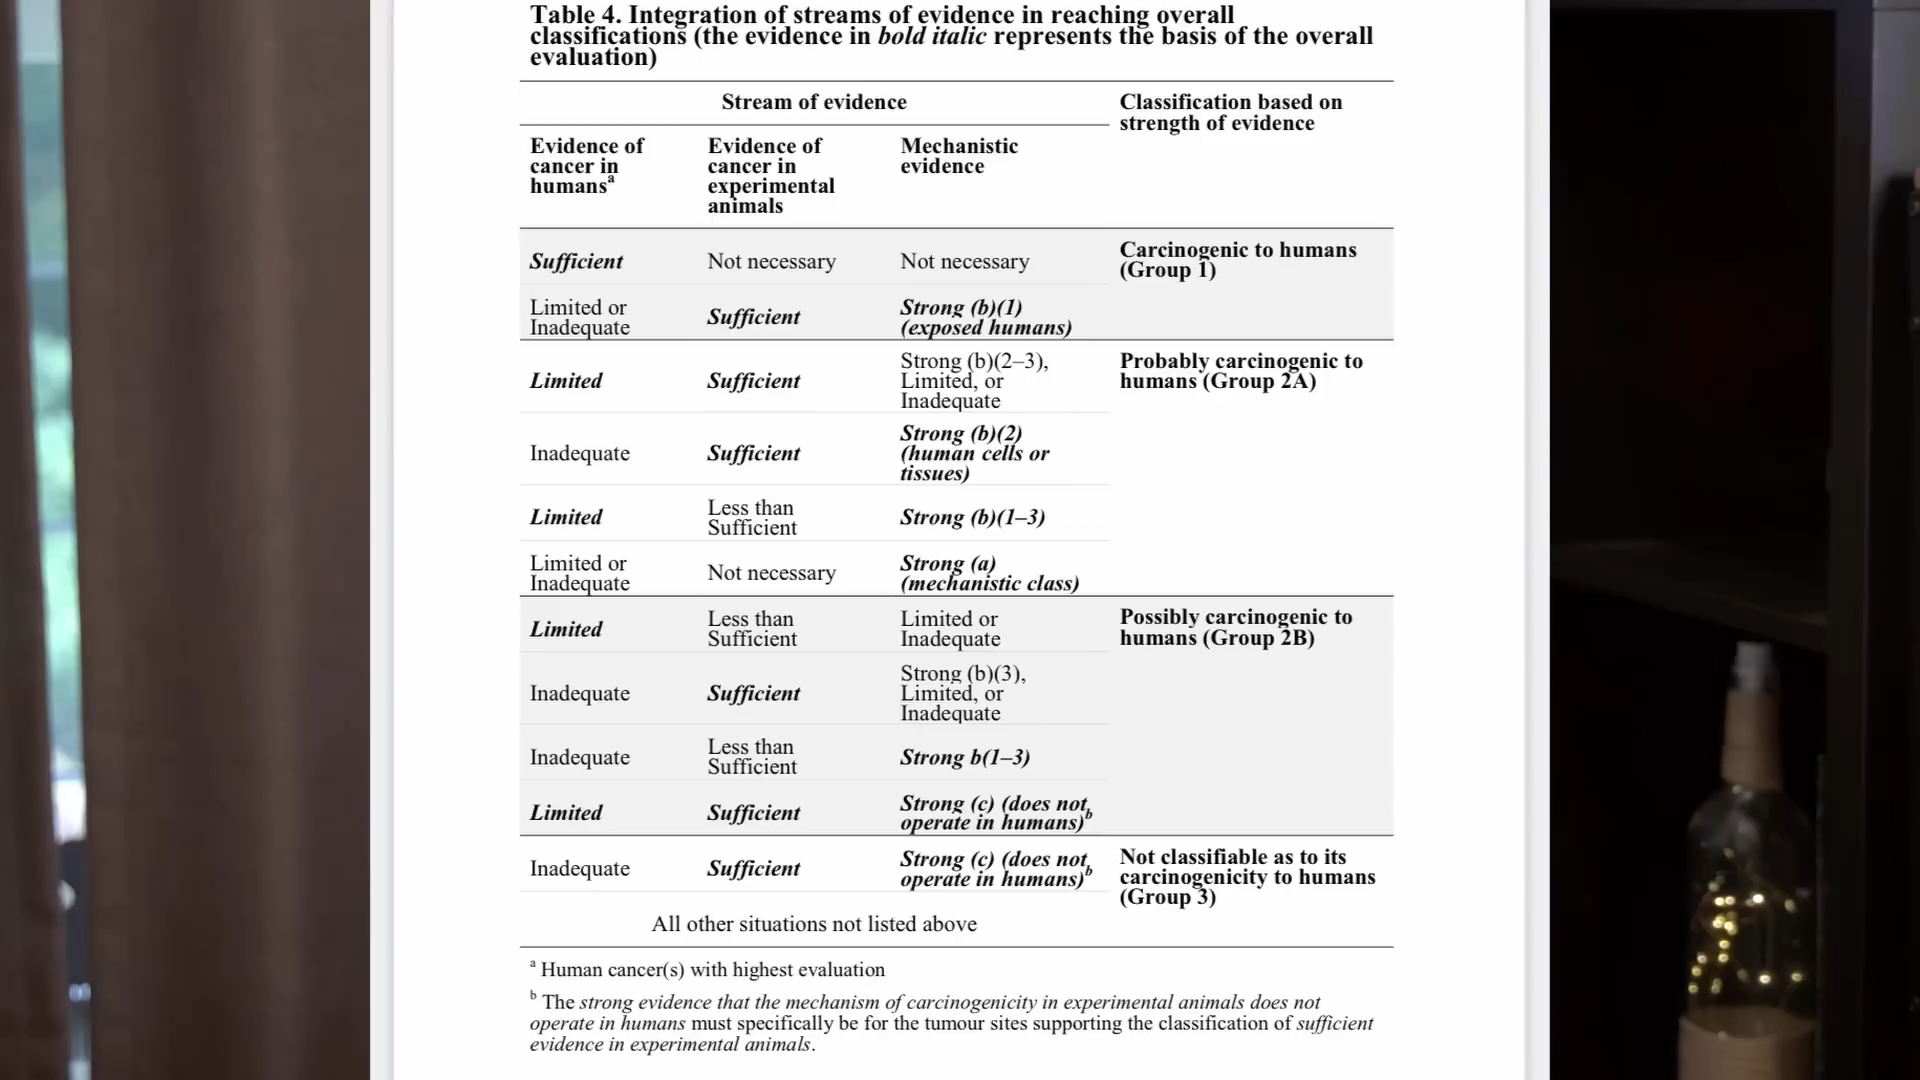 Table 4. Integration of streams of evidence in reaching overall
classifications (the evidence in bold italic represents the basis of the overall
evaluation)
Stream of evidence
Classification based on
strength of evidence
Evidence of
cancer in
humansᵃ
Evidence of
cancer in
experimental
animals
Mechanistic
evidence
Sufficient
Not necessary
Not necessary
Carcinogenic to humans
(Group 1)
Limited or
Inadequate
Sufficient
Strong (b)(1)
(exposed humans)
Limited
Sufficient
Strong (b)(2–3),
Limited, or
Inadequate
Probably carcinogenic to
humans (Group 2A)
Inadequate
Sufficient
Strong (b)(2)
(human cells or
tissues)
Limited
Less than
Sufficient
Strong (b)(1–3)
Limited or
Inadequate
Not necessary
Strong (a)
(mechanistic class)
Limited
Less than
Sufficient
Limited or
Inadequate
Possibly carcinogenic to
humans (Group 2B)
Inadequate
Sufficient
Strong (b)(3),
Limited, or
Inadequate
Inadequate
Less than
Sufficient
Strong b(1–3)
Limited
Sufficient
Strong (c) (does not
operate in humans)ᵇ
Inadequate
Sufficient
Strong (c) (does not
operate in humans)ᵇ
Not classifiable as to its
carcinogenicity to humans
(Group 3)
All other situations not listed above
ᵃ Human cancer(s) with highest evaluation
ᵇ The strong evidence that the mechanism of carcinogenicity in experimental animals does not
operate in humans must specifically be for the tumour sites supporting the classification of sufficient
evidence in experimental animals.